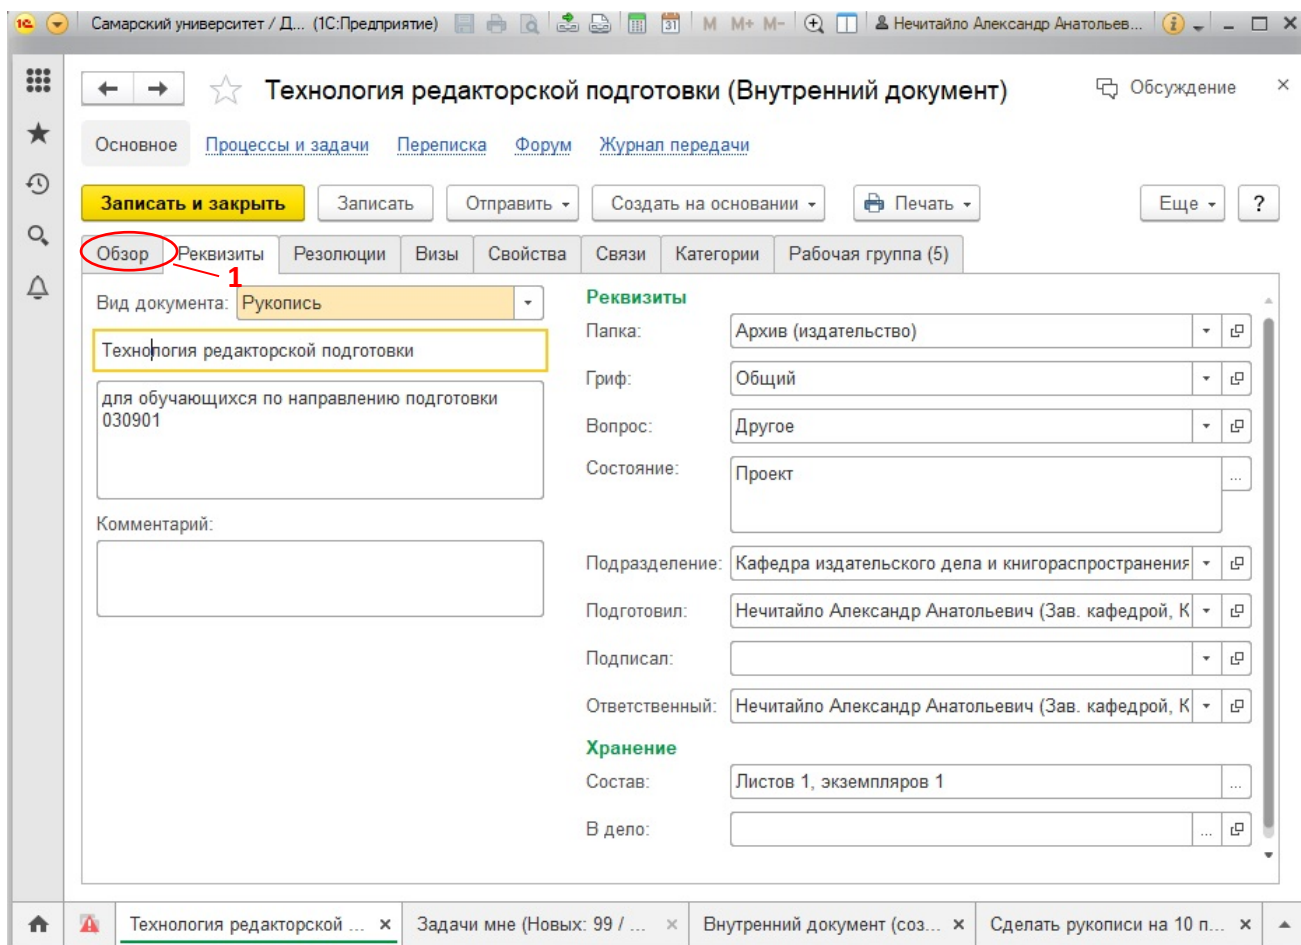 1С Самарский университет / Д... (1С:Предприятие) 31 M M+ M- Нечитайло Александр Анатольев... i
Технология редакторской подготовки (Внутренний документ) Обсуждение
Основное Процессы и задачи Переписка Форум Журнал передачи
Записать и закрыть Записать Отправить Создать на основании Печать Еще ?
Обзор Реквизиты Резолюции Визы Свойства Связи Категории Рабочая группа (5)
1
Вид документа: Рукопись
Технология редакторской подготовки
для обучающихся по направлению подготовки
030901
Комментарий:
Реквизиты
Папка: Архив (издательство)
Гриф: Общий
Вопрос: Другое
Состояние: Проект ...
Подразделение: Кафедра издательского дела и книгораспространения
Подготовил: Нечитайло Александр Анатольевич (Зав. кафедрой, К
Подписал:
Ответственный: Нечитайло Александр Анатольевич (Зав. кафедрой, К
Хранение
Состав: Листов 1, экземпляров 1 ...
В дело: ...
Технология редакторской ... Задачи мне (Новых: 99 / ... Внутренний документ (соз... Сделать рукописи на 10 п...